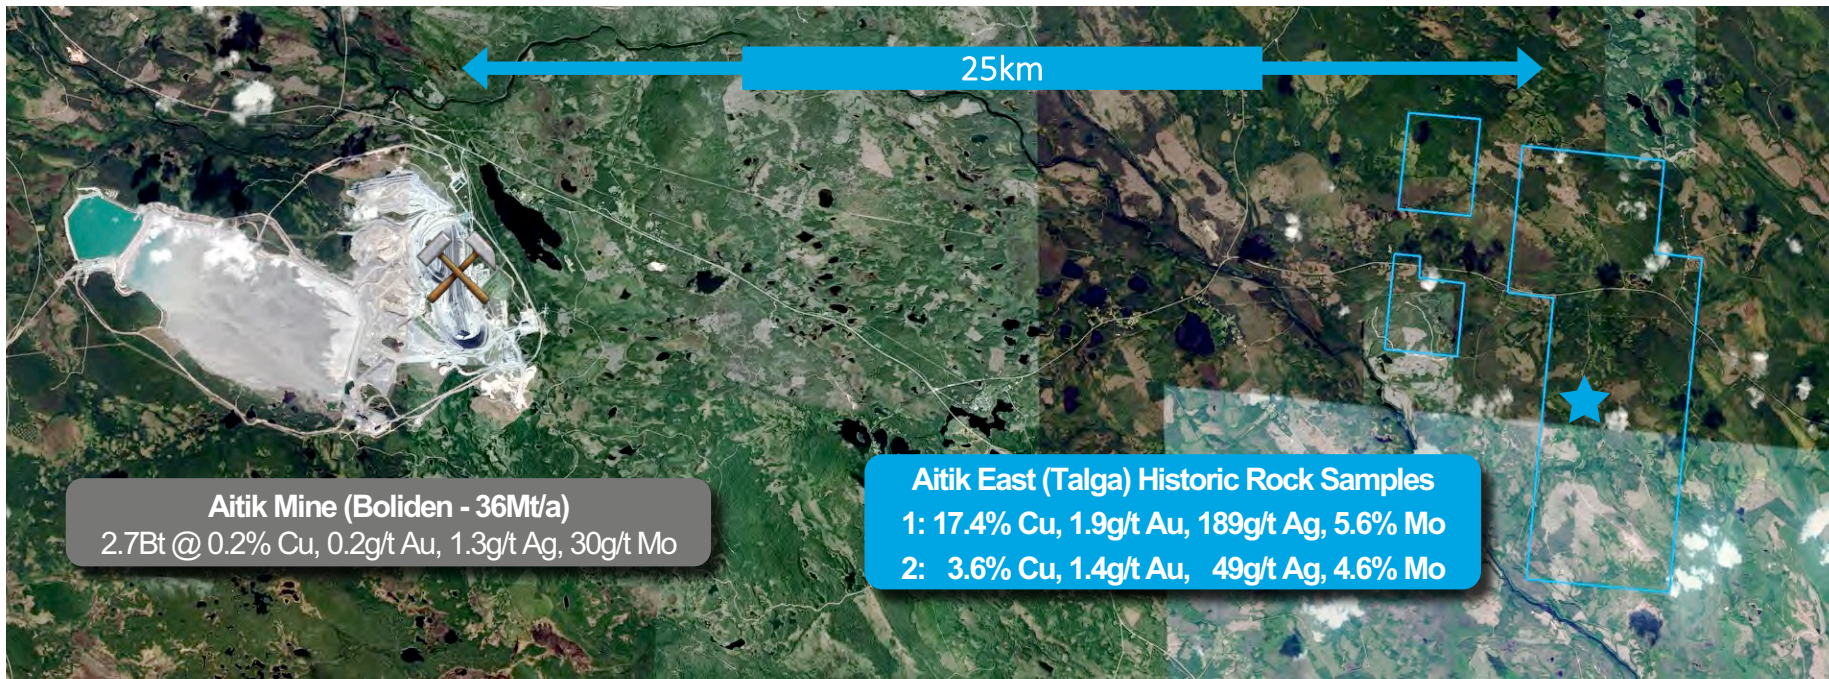 25km
Aitik Mine (Boliden - 36Mt/a)
2.7Bt @ 0.2% Cu, 0.2g/t Au, 1.3g/t Ag, 30g/t Mo
Aitik East (Talga) Historic Rock Samples
1: 17.4% Cu, 1.9g/t Au, 189g/t Ag, 5.6% Mo
2: 3.6% Cu, 1.4g/t Au, 49g/t Ag, 4.6% Mo